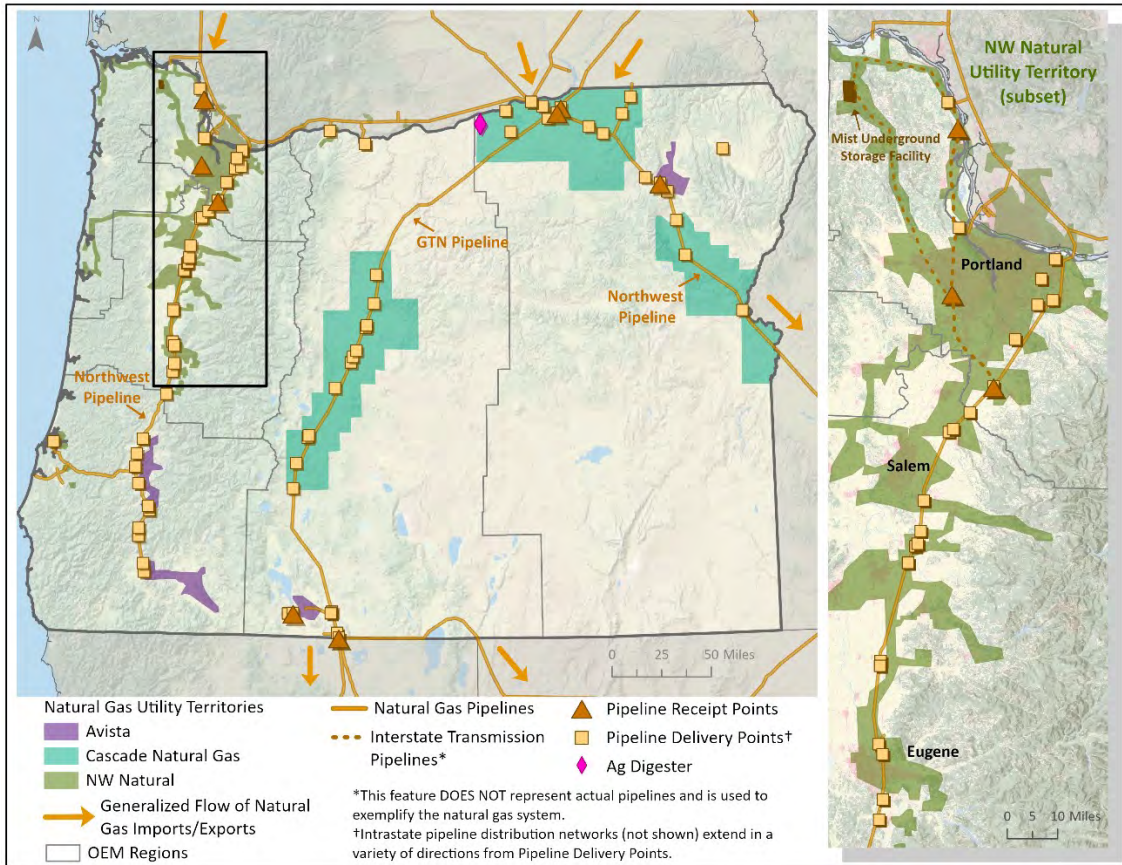 N
GTN Pipeline
Northwest
Pipeline
Northwest
Pipeline
0 25 50 Miles
NW Natural
Utility Territory
(subset)
Mist Underground
Storage Facility
Portland
Salem
Eugene
0 5 10 Miles
Natural Gas Utility Territories
Avista
Cascade Natural Gas
NW Natural
Generalized Flow of Natural
Gas Imports/Exports
OEM Regions
Natural Gas Pipelines
Interstate Transmission
Pipelines*
Pipeline Receipt Points
Pipeline Delivery Points†
Ag Digester
*This feature DOES NOT represent actual pipelines and is used to
exemplify the natural gas system.
†Intrastate pipeline distribution networks (not shown) extend in a
variety of directions from Pipeline Delivery Points.